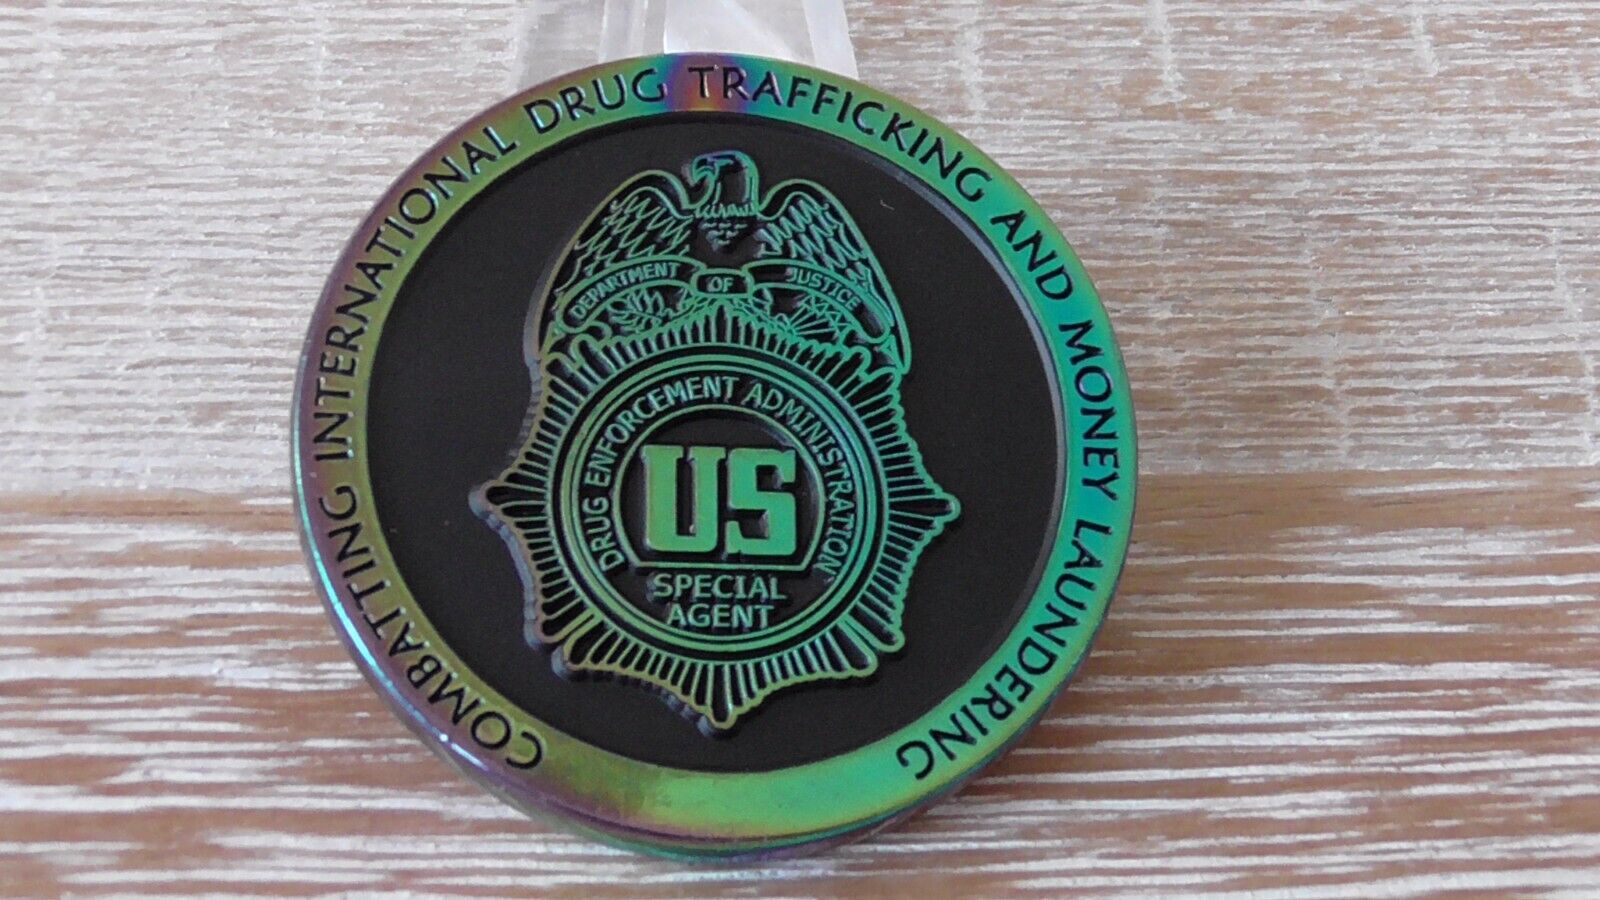 COMBATTING INTERNATIONAL DRUG TRAFFICKING AND MONEY LAUNDERING
DEPARTMENT OF JUSTICE
DRUG ENFORCEMENT ADMINISTRATION
US
SPECIAL
AGENT